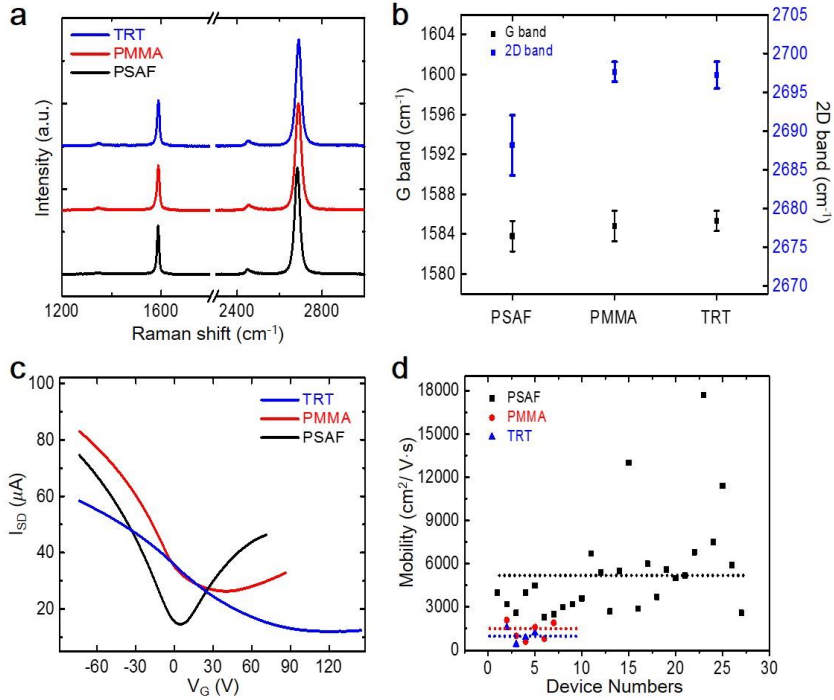 a
TRT
PMMA
PSAF
Intensity (a.u.)
1200 1600 2400 2800
Raman shift (cm-1)
b
G band
2D band
1604
1600
1596
1592
1588
1584
1580
G band (cm-1)
2705
2700
2695
2690
2685
2680
2675
2670
2D band (cm-1)
PSAF PMMA TRT
c
TRT
PMMA
PSAF
100
80
60
40
20
ISD (μA)
-60 -30 0 30 60 90 120
VG (V)
d
PSAF
PMMA
TRT
18000
15000
12000
9000
6000
3000
0
Mobility (cm2/ V·s)
0 5 10 15 20 25 30
Device Numbers